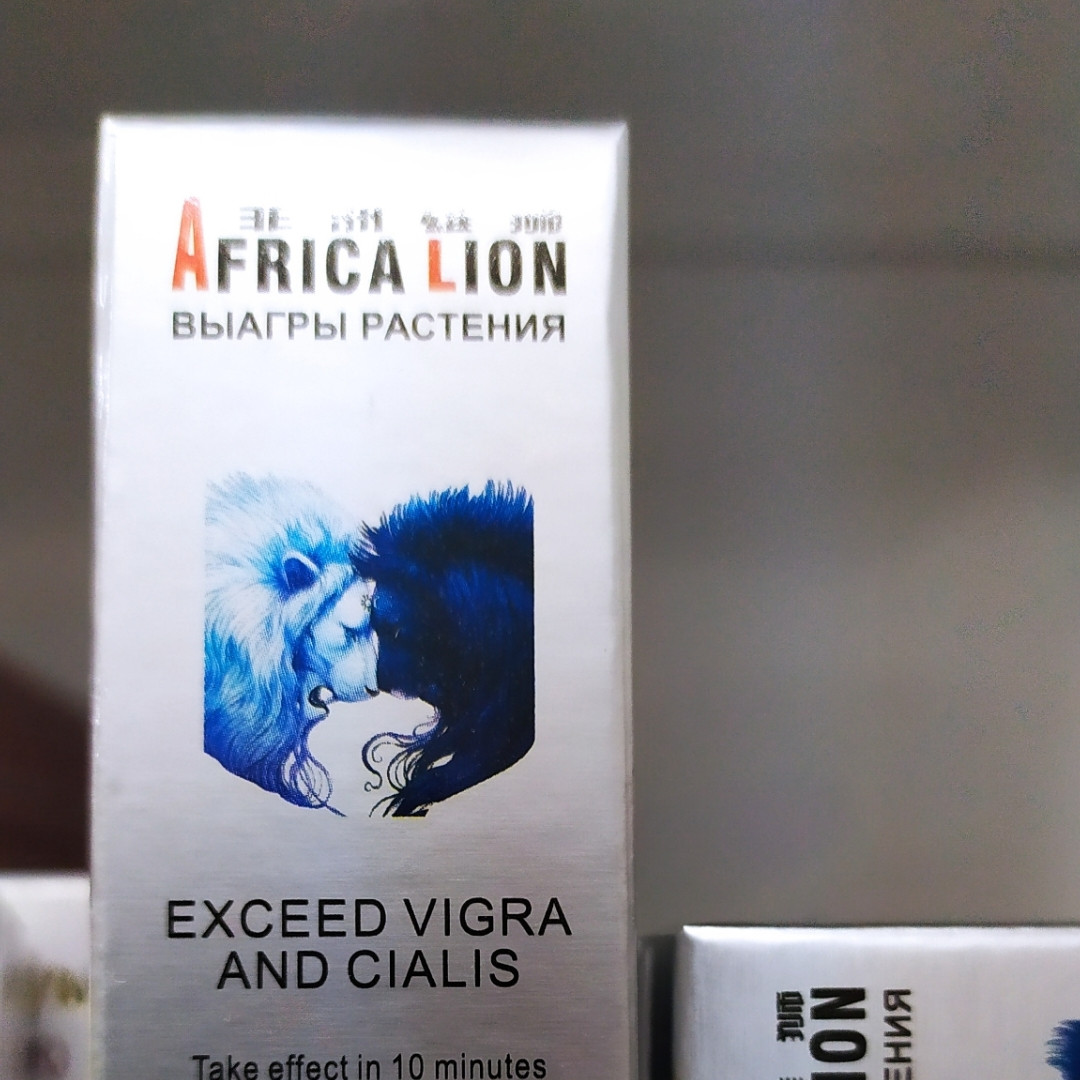 AFRICA LION
ВЫАГРЫ РАСТЕНИЯ
EXCEED VIGRA
AND CIALIS
Take effect in 10 minutes